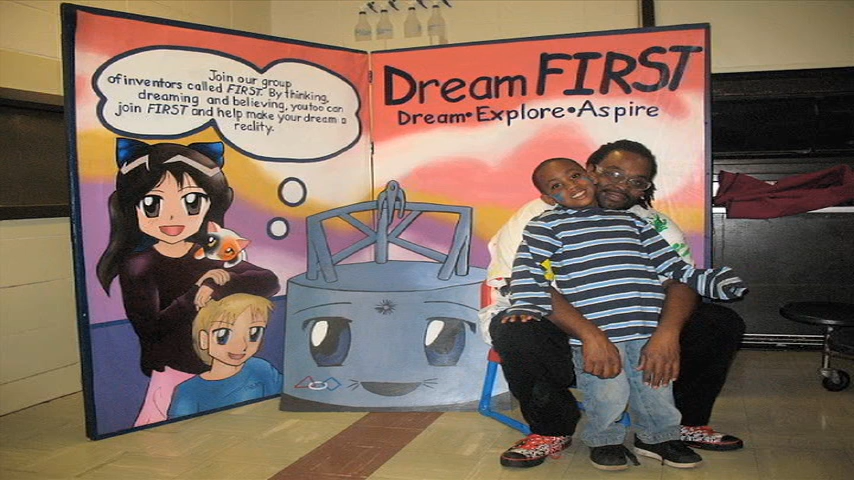 Join our group
of inventors called FIRST. By thinking,
dreaming and believing, you too can
join FIRST and help make your dream a
reality.
Dream FIRST
Dream•Explore•Aspire